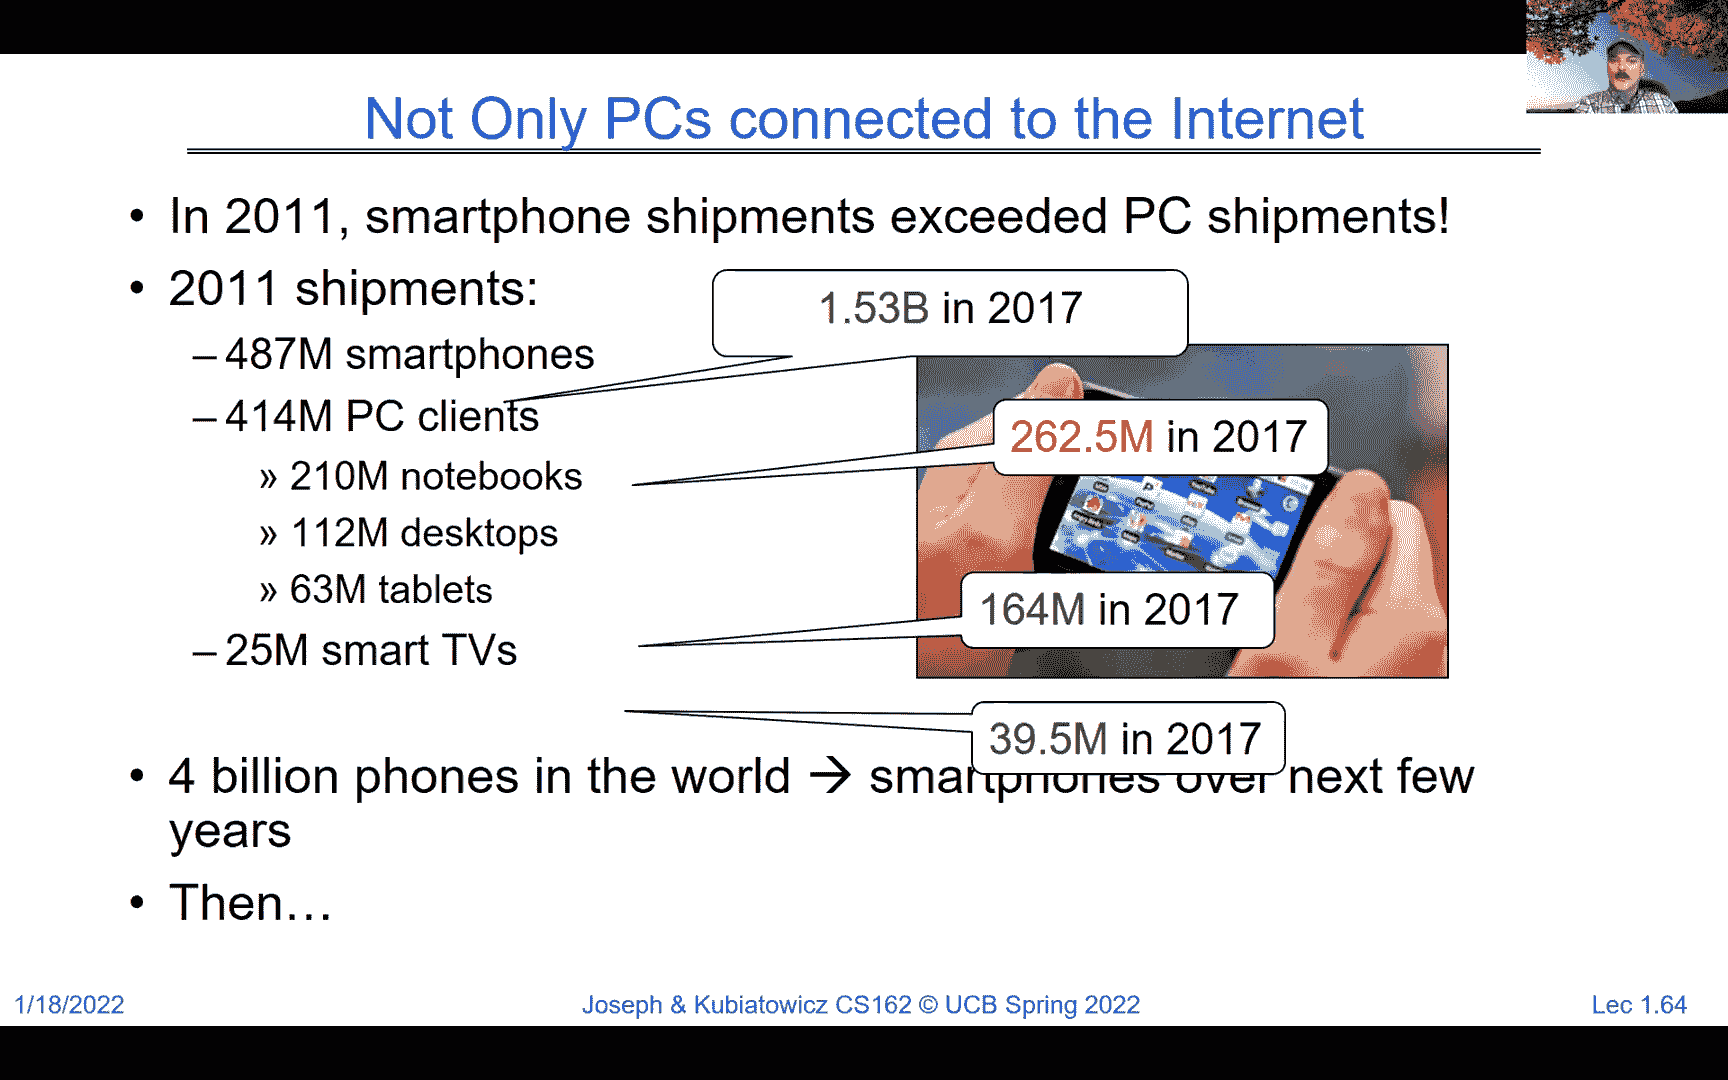 Not Only PCs connected to the Internet
• In 2011, smartphone shipments exceeded PC shipments!
• 2011 shipments:
1.53B in 2017
– 487M smartphones
– 414M PC clients
262.5M in 2017
» 210M notebooks
» 112M desktops
» 63M tablets
164M in 2017
– 25M smart TVs
39.5M in 2017
• 4 billion phones in the world → smartphones over next few
years
• Then…
1/18/2022
Joseph & Kubiatowicz CS162 © UCB Spring 2022
Lec 1.64